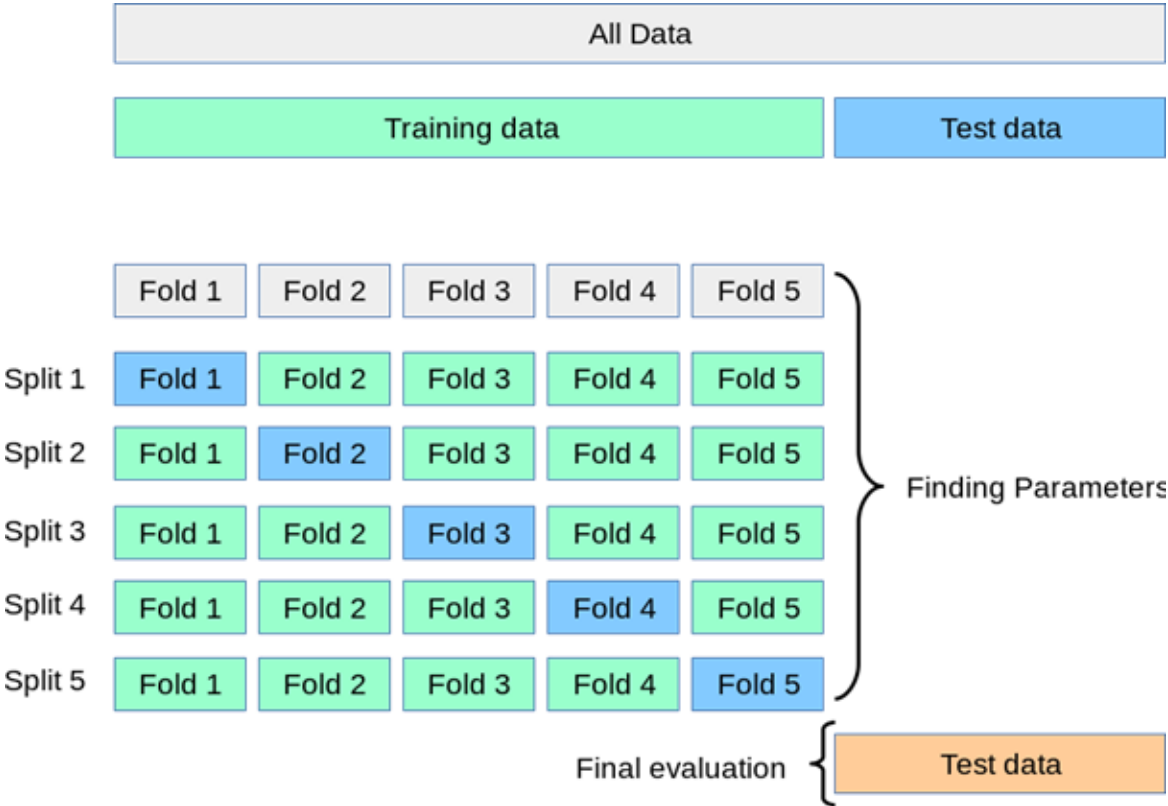 All Data
Training data Test data
Fold 1 Fold 2 Fold 3 Fold 4 Fold 5
Split 1 Fold 1 Fold 2 Fold 3 Fold 4 Fold 5
Split 2 Fold 1 Fold 2 Fold 3 Fold 4 Fold 5
Finding Parameters
Split 3 Fold 1 Fold 2 Fold 3 Fold 4 Fold 5
Split 4 Fold 1 Fold 2 Fold 3 Fold 4 Fold 5
Split 5 Fold 1 Fold 2 Fold 3 Fold 4 Fold 5
Final evaluation Test data